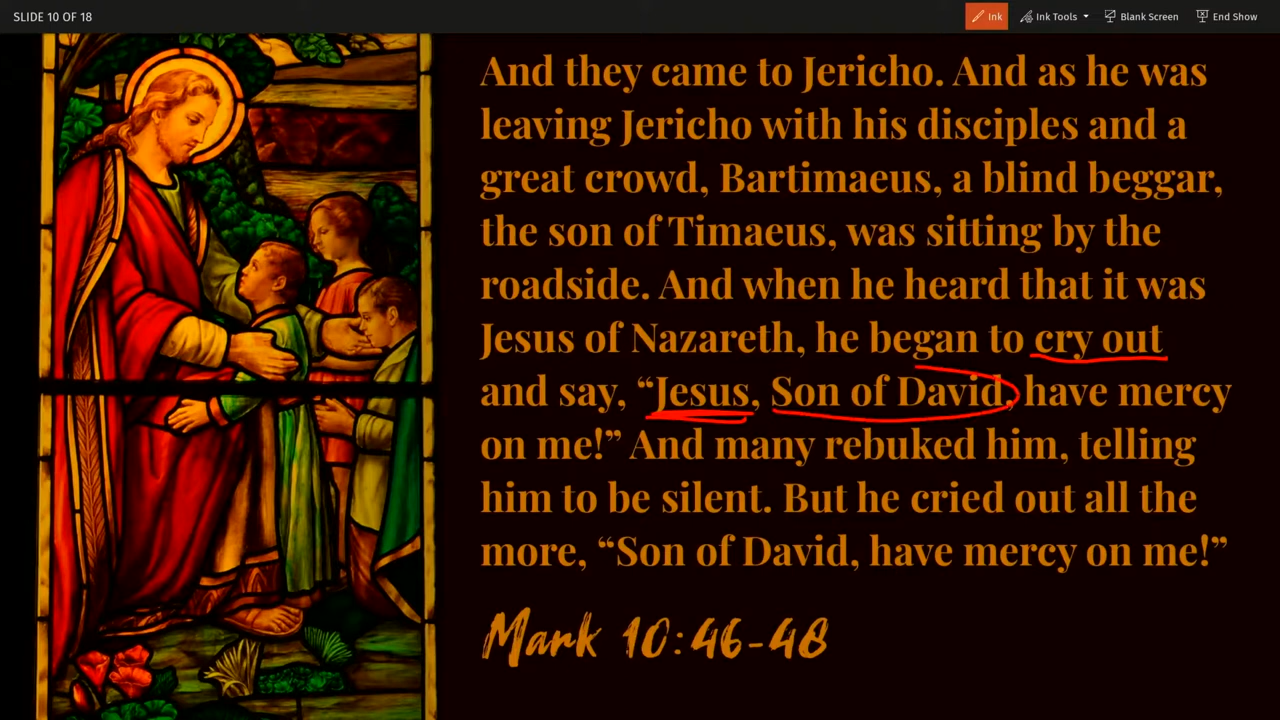 SLIDE 10 OF 18
Ink
Ink Tools
Blank Screen
End Show
And they came to Jericho. And as he was
leaving Jericho with his disciples and a
great crowd, Bartimaeus, a blind beggar,
the son of Timaeus, was sitting by the
roadside. And when he heard that it was
Jesus of Nazareth, he began to cry out
and say, “Jesus, Son of David, have mercy
on me!” And many rebuked him, telling
him to be silent. But he cried out all the
more, “Son of David, have mercy on me!”
Mark 10:46-48